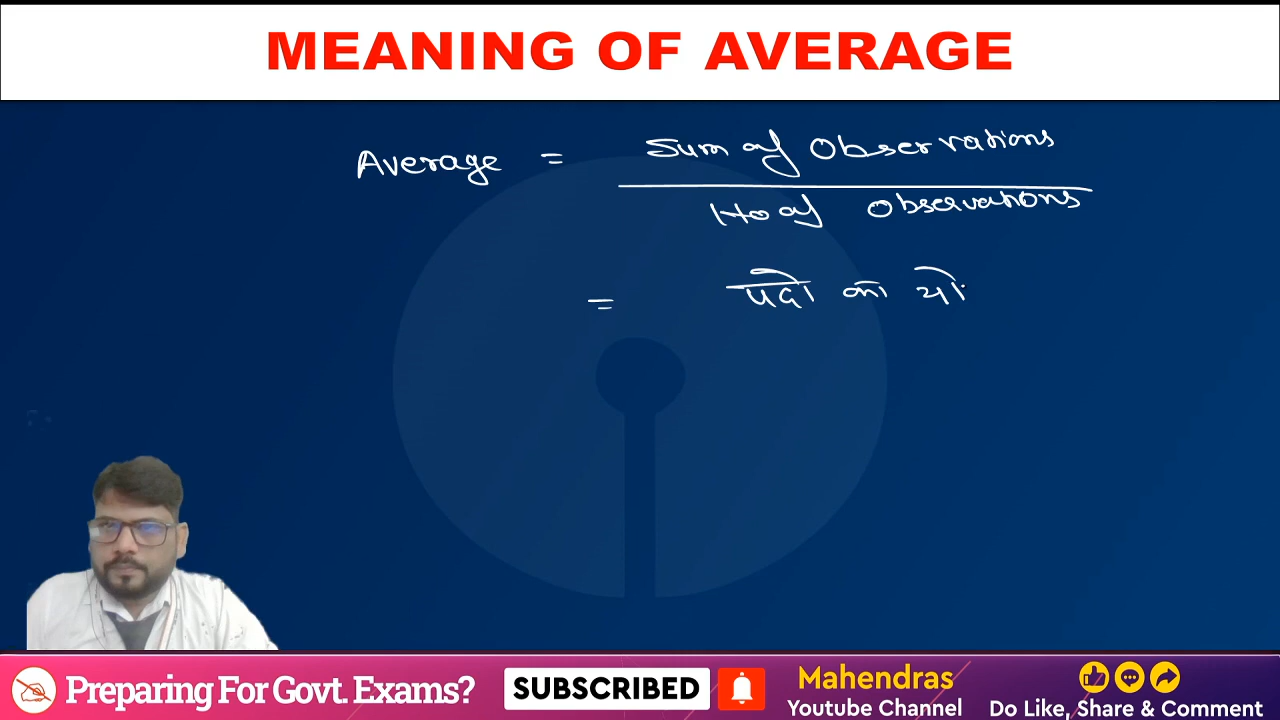 MEANING OF AVERAGE
Average = Sum of Observations
No of Observations
= पदो का यो
Preparing For Govt. Exams?
SUBSCRIBED
Mahendras
YouTube Channel
Do Like, Share & Comment